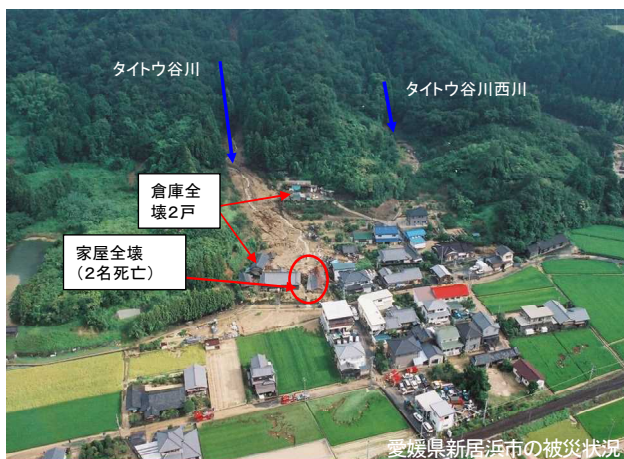 タイトウ谷川
タイトウ谷川西川
倉庫全
壊2戸
家屋全壊
（2名死亡）
愛媛県新居浜市の被災状況